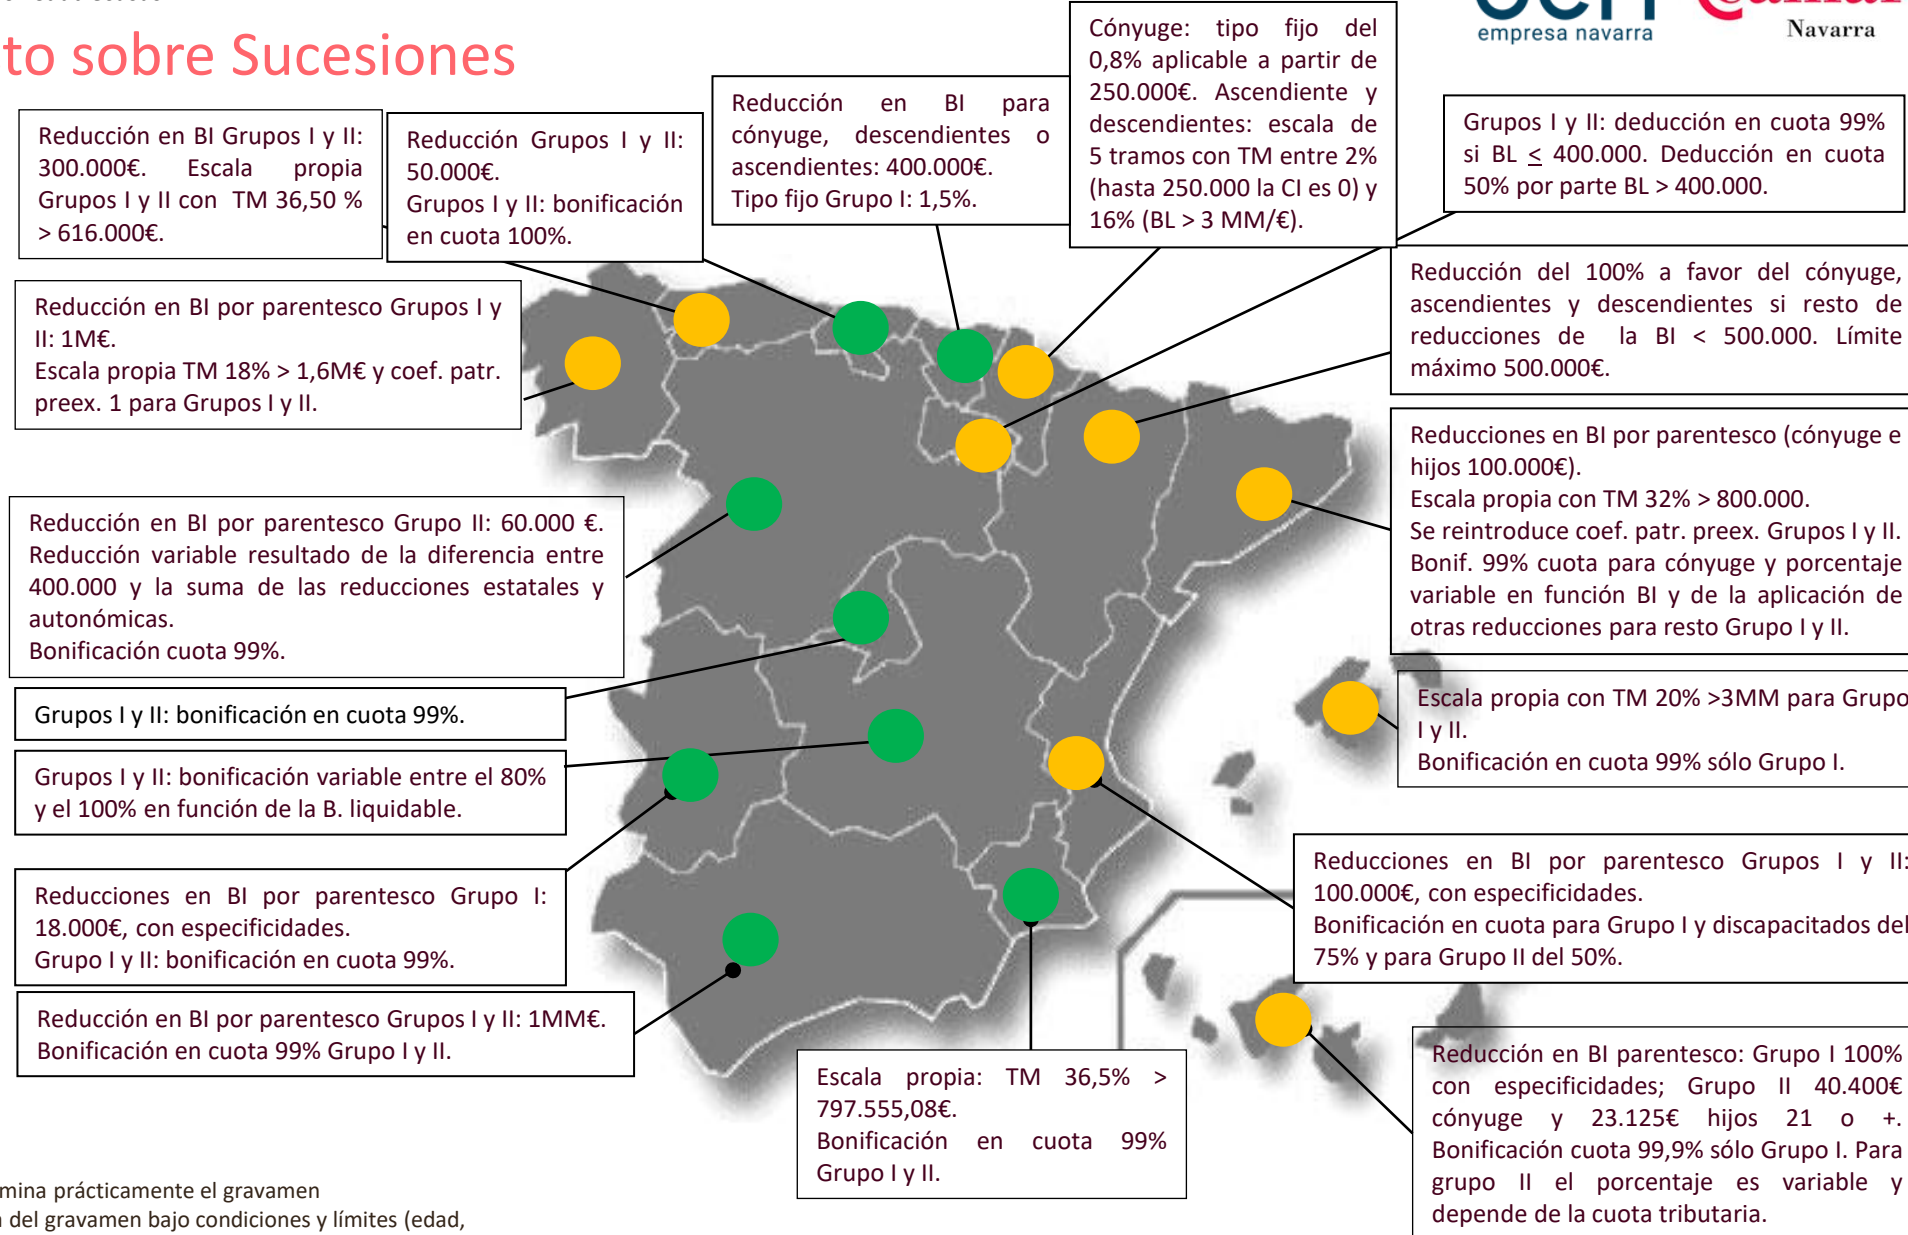 to sobre Sucesiones
empresa navarra
Navarra
Cónyuge: tipo fijo del
0,8% aplicable a partir de
250.000€. Ascendiente y
descendientes: escala de
5 tramos con TM entre 2%
(hasta 250.000 la CI es 0) y
16% (BL > 3 MM/€).
Reducción en BI para
cónyuge, descendientes o
ascendientes: 400.000€.
Tipo fijo Grupo I: 1,5%.
Reducción en BI Grupos I y II:
300.000€. Escala propia
Grupos I y II con TM 36,50 %
> 616.000€.
Reducción Grupos I y II:
50.000€.
Grupos I y II: bonificación
en cuota 100%.
Grupos I y II: deducción en cuota 99%
si BL ≤ 400.000. Deducción en cuota
50% por parte BL > 400.000.
Reducción en BI por parentesco Grupos I y
II: 1M€.
Escala propia TM 18% > 1,6M€ y coef. patr.
preex. 1 para Grupos I y II.
Reducción del 100% a favor del cónyuge,
ascendientes y descendientes si resto de
reducciones de la BI < 500.000. Límite
máximo 500.000€.
Reducciones en BI por parentesco (cónyuge e
hijos 100.000€).
Escala propia con TM 32% > 800.000.
Se reintroduce coef. patr. preex. Grupos I y II.
Bonif. 99% cuota para cónyuge y porcentaje
variable en función BI y de la aplicación de
otras reducciones para resto Grupo I y II.
Reducción en BI por parentesco Grupo II: 60.000 €.
Reducción variable resultado de la diferencia entre
400.000 y la suma de las reducciones estatales y
autonómicas.
Bonificación cuota 99%.
Grupos I y II: bonificación en cuota 99%.
Escala propia con TM 20% >3MM para Grupo
I y II.
Bonificación en cuota 99% sólo Grupo I.
Grupos I y II: bonificación variable entre el 80%
y el 100% en función de la B. liquidable.
Reducciones en BI por parentesco Grupo I:
18.000€, con especificidades.
Grupo I y II: bonificación en cuota 99%.
Reducciones en BI por parentesco Grupos I y II:
100.000€, con especificidades.
Bonificación en cuota para Grupo I y discapacitados del
75% y para Grupo II del 50%.
Reducción en BI por parentesco Grupos I y II: 1MM€.
Bonificación en cuota 99% Grupo I y II.
Escala propia: TM 36,5% >
797.555,08€.
Bonificación en cuota 99%
Grupo I y II.
Reducción en BI parentesco: Grupo I 100%
con especificidades; Grupo II 40.400€
cónyuge y 23.125€ hijos 21 o +.
Bonificación cuota 99,9% sólo Grupo I. Para
grupo II el porcentaje es variable y
depende de la cuota tributaria.
mina prácticamente el gravamen
del gravamen bajo condiciones y límites (edad,